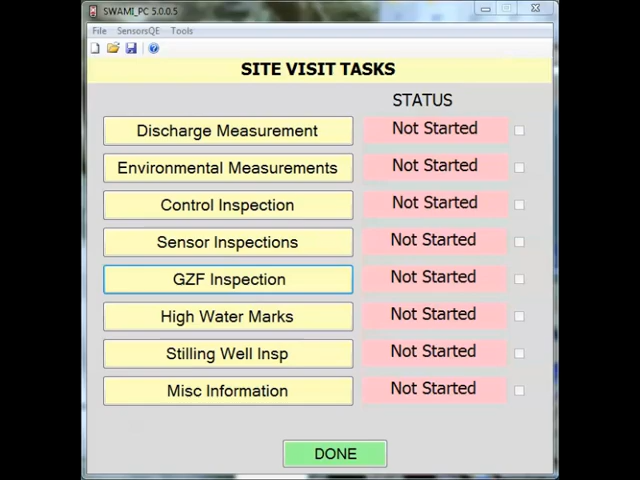 SWAMI_PC 5.0.0.5
File SensorsQE Tools
SITE VISIT TASKS
STATUS
Discharge Measurement Not Started
Environmental Measurements Not Started
Control Inspection Not Started
Sensor Inspections Not Started
GZF Inspection Not Started
High Water Marks Not Started
Stilling Well Insp Not Started
Misc Information Not Started
DONE